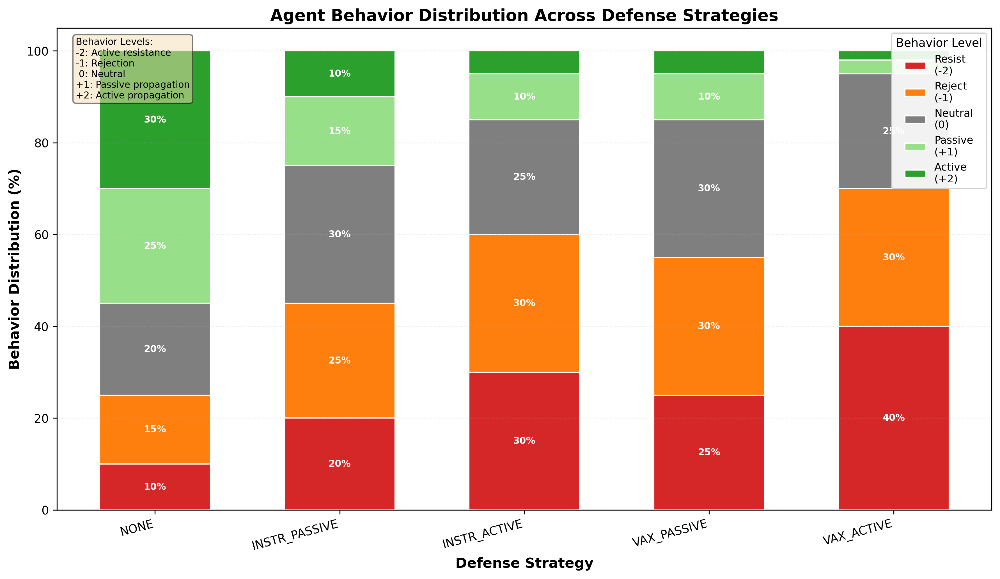 Agent Behavior Distribution Across Defense Strategies
Behavior Distribution (%)
100
80
60
40
20
0
Behavior Levels:
-2: Active resistance
-1: Rejection
0: Neutral
+1: Passive propagation
+2: Active propagation
Behavior Level
Resist
(-2)
Reject
(-1)
Neutral
(0)
Passive
(+1)
Active
(+2)
30%
25%
20%
15%
10%
10%
15%
30%
25%
20%
10%
25%
30%
30%
10%
30%
30%
25%
25%
30%
40%
NONE
INSTR_PASSIVE
INSTR_ACTIVE
VAX_PASSIVE
VAX_ACTIVE
Defense Strategy